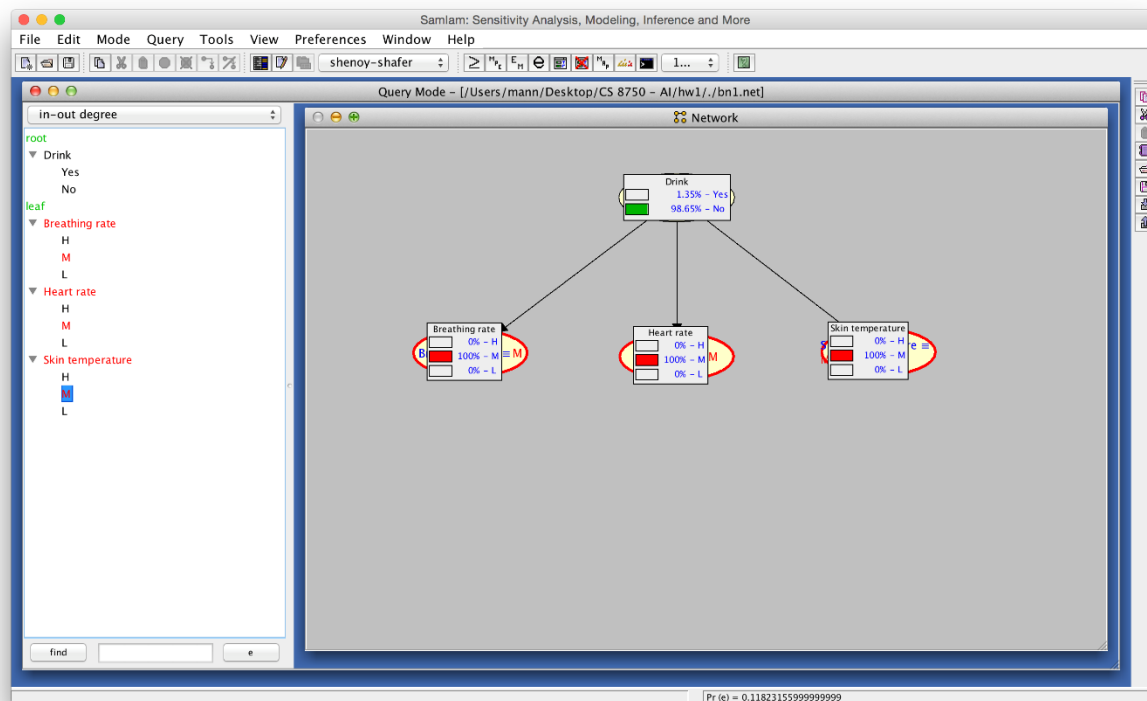 Samlam: Sensitivity Analysis, Modeling, Inference and More
File Edit Mode Query Tools View Preferences Window Help
shenoy-shafer
1...
Query Mode - [/Users/mann/Desktop/CS 8750 - AI/hw1/./bn1.net]
in-out degree
Network
root
Drink
Yes
No
leaf
Breathing rate
H
M
L
Heart rate
H
M
L
Skin temperature
H
M
L
find
e
Drink
1.35% - Yes
98.65% - No
Breathing rate
0% - H
100% - M
0% - L
B
≡ M
Heart rate
0% - H
100% - M
0% - L
M
Skin temperature
0% - H
100% - M
0% - L
S
re ≡
Pr (e) = 0.11823155999999999